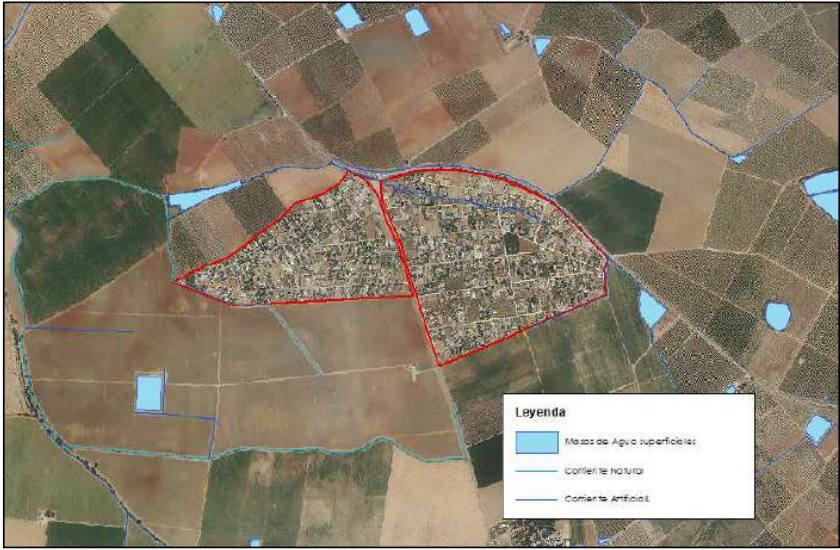 Leyenda
Masas de Agua superficiales
Corriente Natural
Corriente Artificial